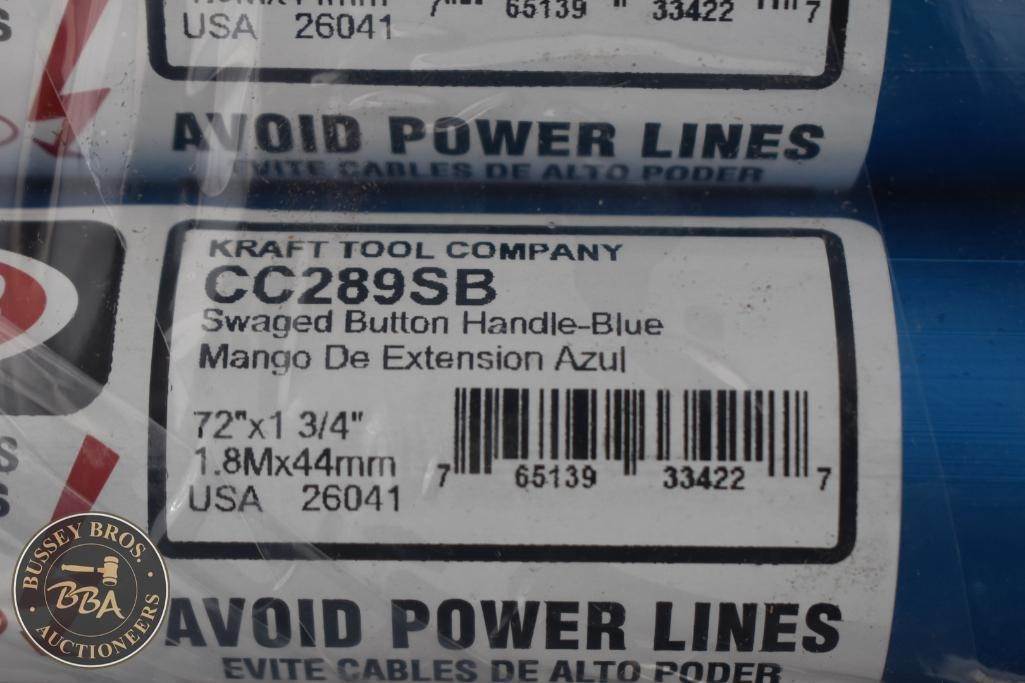 7 65139 33422 7
USA 26041
AVOID POWER LINES
EVITE CABLES DE ALTO PODER
KRAFT TOOL COMPANY
CC289SB
Swaged Button Handle-Blue
Mango De Extension Azul
72"x1 3/4"
1.8Mx44mm
7 65139 33422 7
USA 26041
BUSSEY BROS.
BBA
AUCTIONEERS
AVOID POWER LINES
EVITE CABLES DE ALTO PODER